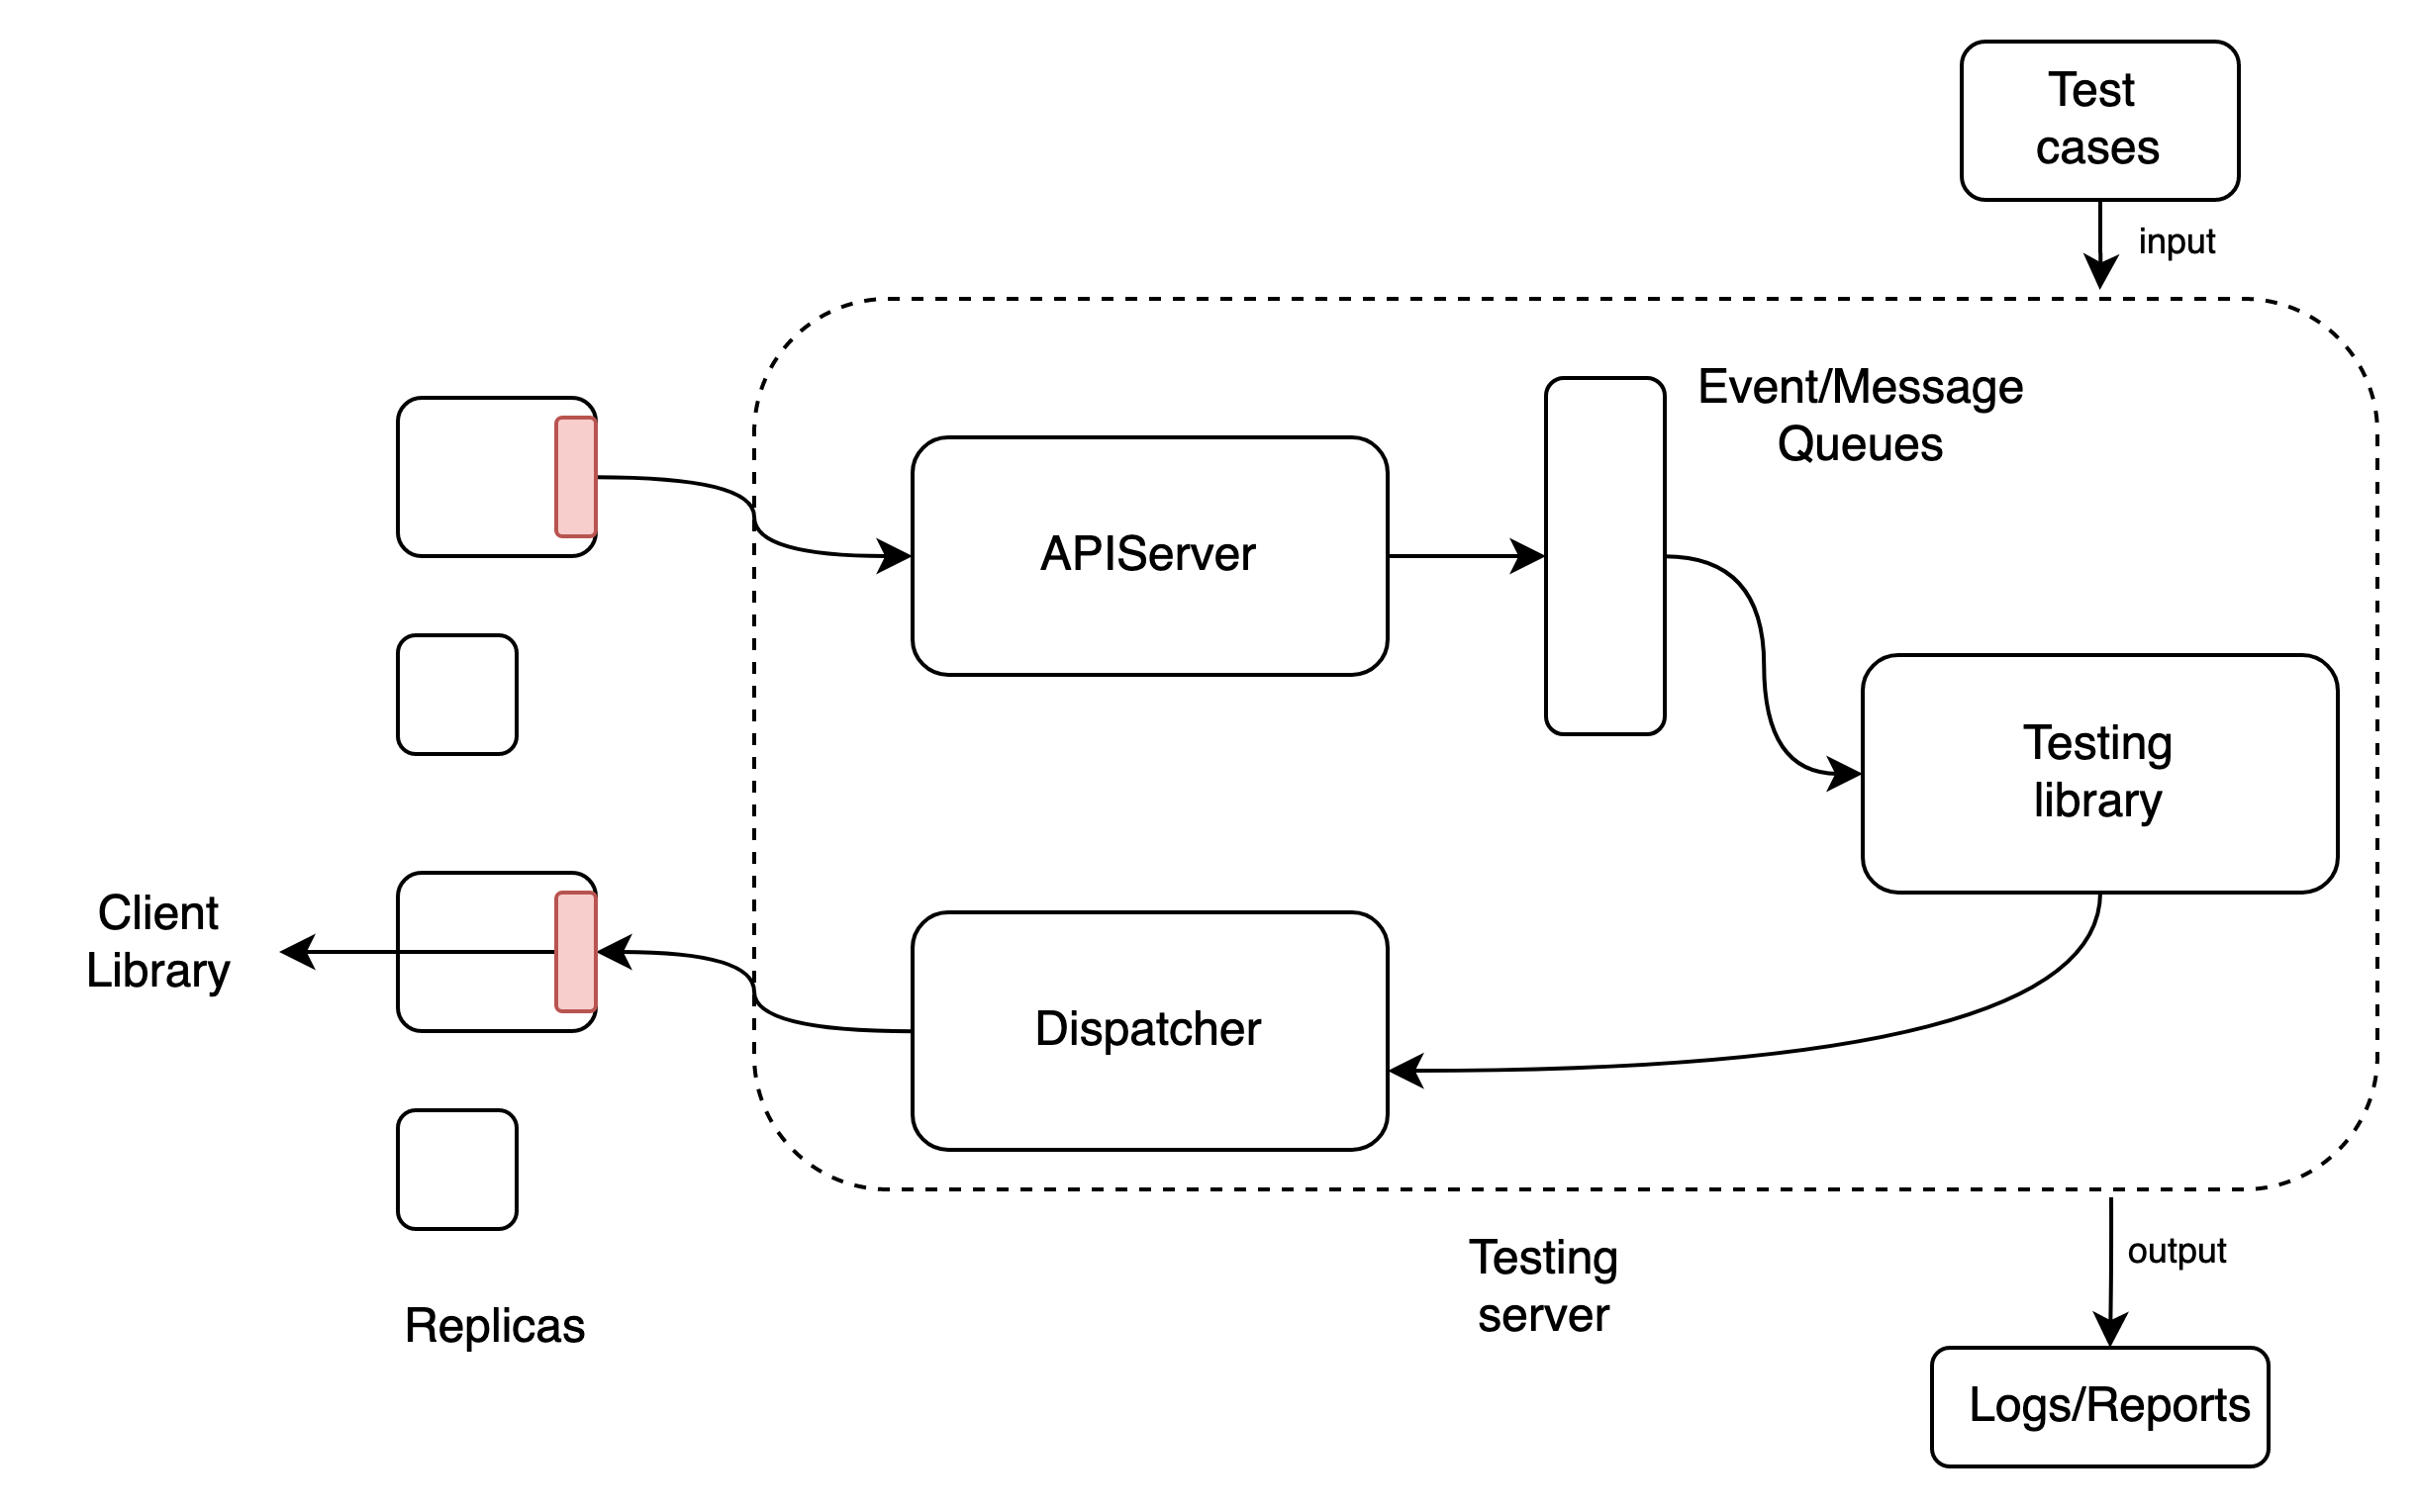 Test
cases
input
Event/Message
Queues
APIServer
Testing
library
Client
Library
Dispatcher
Testing
server
output
Replicas
Logs/Reports